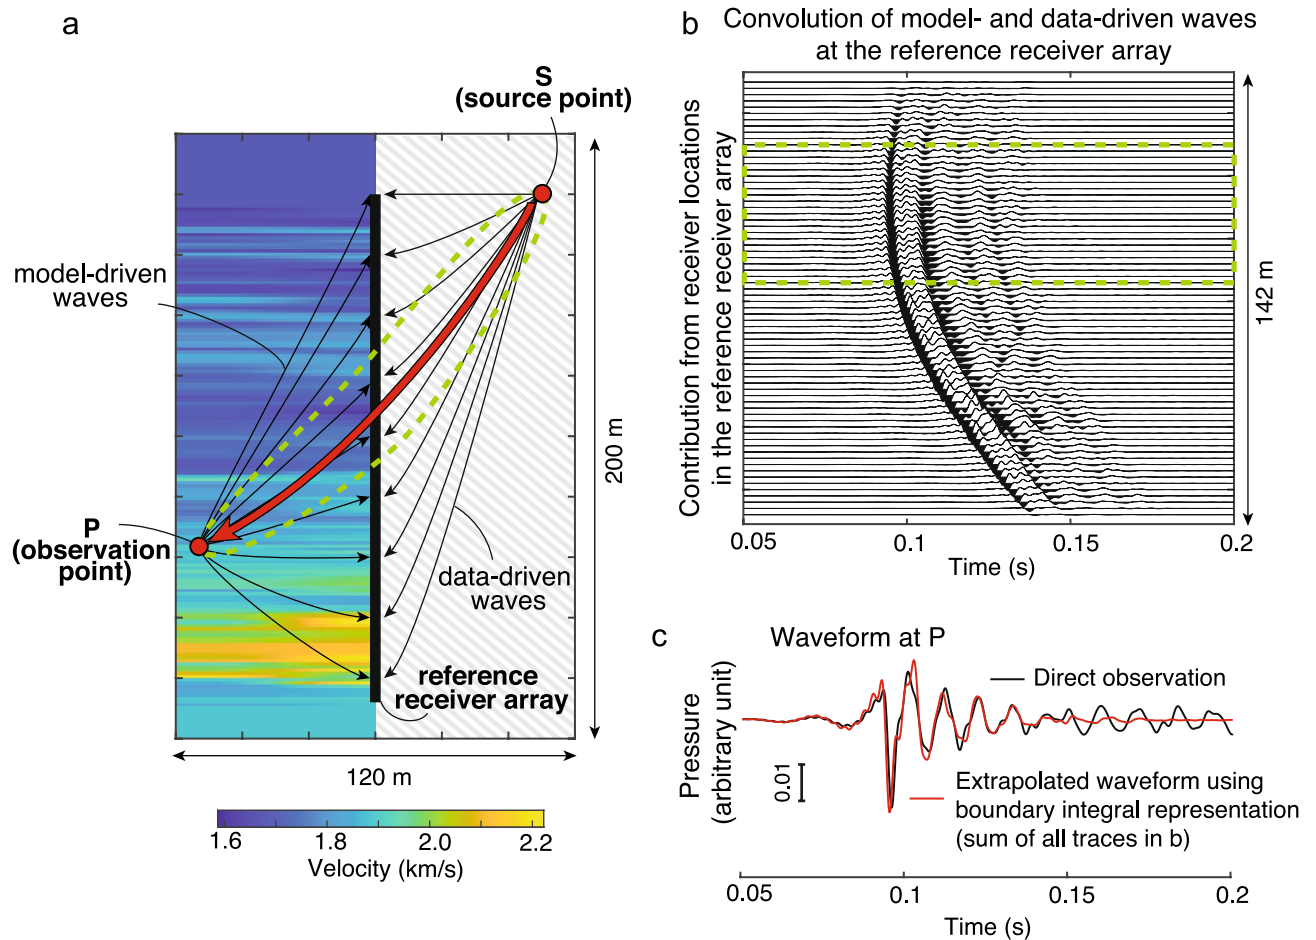 a
S
(source point)
model-driven
waves
200 m
P
(observation
point)
data-driven
waves
reference
receiver array
120 m
1.6 1.8 2.0 2.2
Velocity (km/s)
b
Convolution of model- and data-driven waves
at the reference receiver array
Contribution from receiver locations
in the reference receiver array
142 m
0.05 0.1 0.15 0.2
Time (s)
c
Waveform at P
Pressure
(arbitrary unit)
0.01
Direct observation
Extrapolated waveform using
boundary integral representation
(sum of all traces in b)
0.05 0.1 0.15 0.2
Time (s)